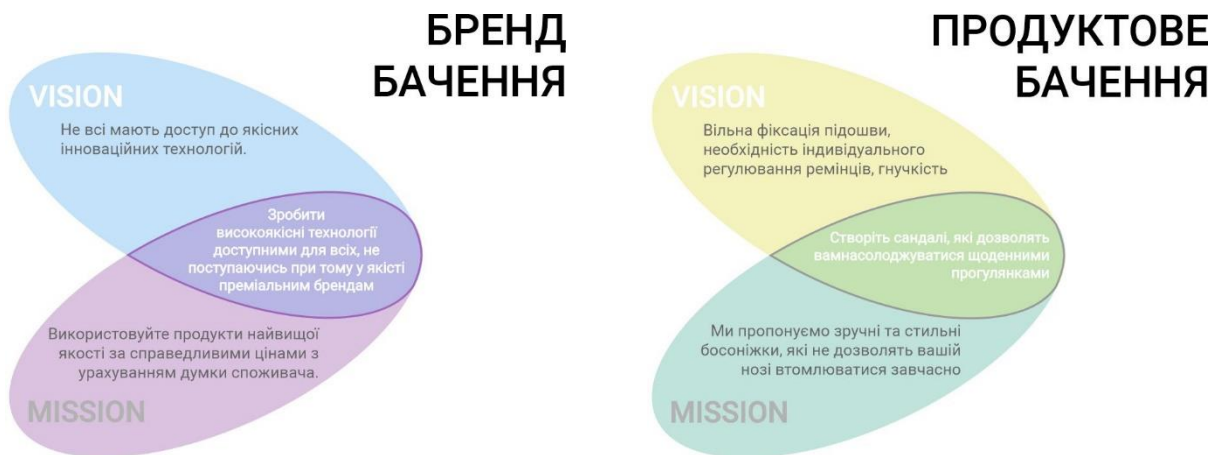 БРЕНД
БАЧЕННЯ
VISION
Не всі мають доступ до якісних
інноваційних технологій.
Зробити
високоякісні технології
доступними для всіх, не
поступаючись при тому у якості
преміальним брендам
Використовуйте продукти найвищої
якості за справедливими цінами з
урахуванням думки споживача.
MISSION
ПРОДУКТОВЕ
БАЧЕННЯ
VISION
Вільна фіксація підошви,
необхідність індивідуального
регулювання ремінців, гнучкість
Створіть сандалі, які дозволять
вамнасолоджуватися щоденними
прогулянками
Ми пропонуємо зручні та стильні
босоніжки, які не дозволять вашій
нозі втомлюватися завчасно
MISSION